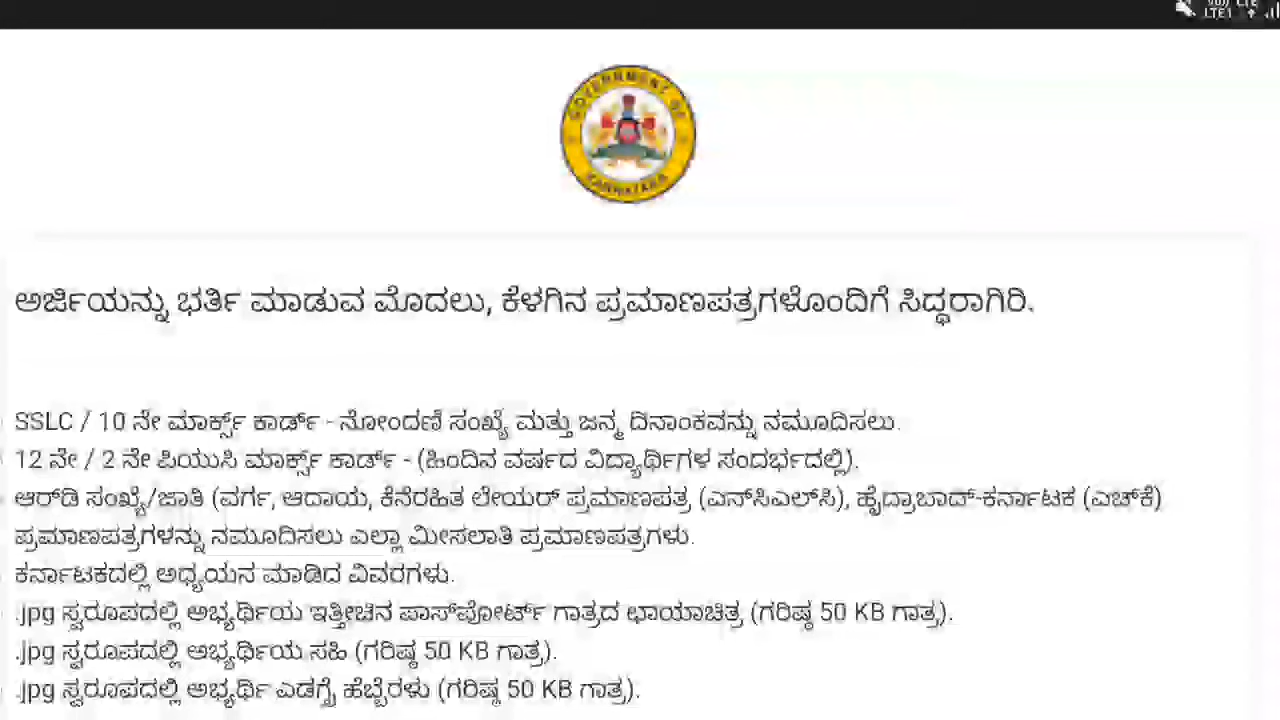 GOVERNMENT OF
KARNATAKA
ಅರ್ಜಿಯನ್ನು ಭರ್ತಿ ಮಾಡುವ ಮೊದಲು, ಕೆಳಗಿನ ಪ್ರಮಾಣಪತ್ರಗಳೊಂದಿಗೆ ಸಿದ್ಧರಾಗಿರಿ.
SSLC / 10 ನೇ ಮಾರ್ಕ್ಸ್ ಕಾರ್ಡ್ - ನೋಂದಣಿ ಸಂಖ್ಯೆ ಮತ್ತು ಜನ್ಮ ದಿನಾಂಕವನ್ನು ನಮೂದಿಸಲು.
12 ನೇ / 2 ನೇ ಪಿಯುಸಿ ಮಾರ್ಕ್ಸ್ ಕಾರ್ಡ್ - (ಹಿಂದಿನ ವರ್ಷದ ವಿದ್ಯಾರ್ಥಿಗಳ ಸಂದರ್ಭದಲ್ಲಿ).
ಆರ್‌ಡಿ ಸಂಖ್ಯೆ/ಜಾತಿ (ವರ್ಗ, ಆದಾಯ, ಕೆನೆರಹಿತ ಲೇಯರ್ ಪ್ರಮಾಣಪತ್ರ (ಎನ್‌ಸಿಎಲ್‌ಸಿ), ಹೈದ್ರಾಬಾದ್-ಕರ್ನಾಟಕ (ಎಚ್‌ಕೆ)
ಪ್ರಮಾಣಪತ್ರಗಳನ್ನು ನಮೂದಿಸಲು ಎಲ್ಲಾ ಮೀಸಲಾತಿ ಪ್ರಮಾಣಪತ್ರಗಳು.
ಕರ್ನಾಟಕದಲ್ಲಿ ಅಧ್ಯಯನ ಮಾಡಿದ ವಿವರಗಳು.
.jpg ಸ್ವರೂಪದಲ್ಲಿ ಅಭ್ಯರ್ಥಿಯ ಇತ್ತೀಚಿನ ಪಾಸ್‌ಪೋರ್ಟ್ ಗಾತ್ರದ ಛಾಯಾಚಿತ್ರ (ಗರಿಷ್ಠ 50 KB ಗಾತ್ರ).
.jpg ಸ್ವರೂಪದಲ್ಲಿ ಅಭ್ಯರ್ಥಿಯ ಸಹಿ (ಗರಿಷ್ಠ 50 KB ಗಾತ್ರ).
.jpg ಸ್ವರೂಪದಲ್ಲಿ ಅಭ್ಯರ್ಥಿ ಎಡಗೈ ಹೆಬ್ಬೆರಳು (ಗರಿಷ್ಠ 50 KB ಗಾತ್ರ).